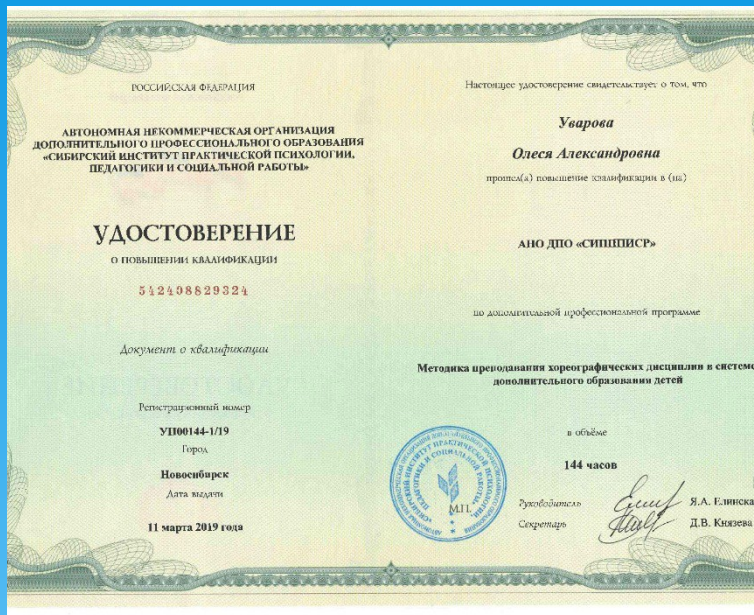 РОССИЙСКАЯ ФЕДЕРАЦИЯ
АВТОНОМНАЯ НЕКОММЕРЧЕСКАЯ ОРГАНИЗАЦИЯ
ДОПОЛНИТЕЛЬНОГО ПРОФЕССИОНАЛЬНОГО ОБРАЗОВАНИЯ
«СИБИРСКИЙ ИНСТИТУТ ПРАКТИЧЕСКОЙ ПСИХОЛОГИИ,
ПЕДАГОГИКИ И СОЦИАЛЬНОЙ РАБОТЫ»
УДОСТОВЕРЕНИЕ
О ПОВЫШЕНИИ КВАЛИФИКАЦИИ
542408829324
Документ о квалификации
Регистрационный номер
УП00144-1/19
Город
Новосибирск
Дата выдачи
11 марта 2019 года
Настоящее удостоверение свидетельствует о том, что
Уварова
Олеся Александровна
прошел(а) повышение квалификации в (на)
АНО ДПО «СИППИСР»
по дополнительной профессиональной программе
Методика преподавания хореографических дисциплин в системе
дополнительного образования детей
в объёме
144 часов
М.П.
Руководитель
Я.А. Елинска
Секретарь
Д.В. Князева